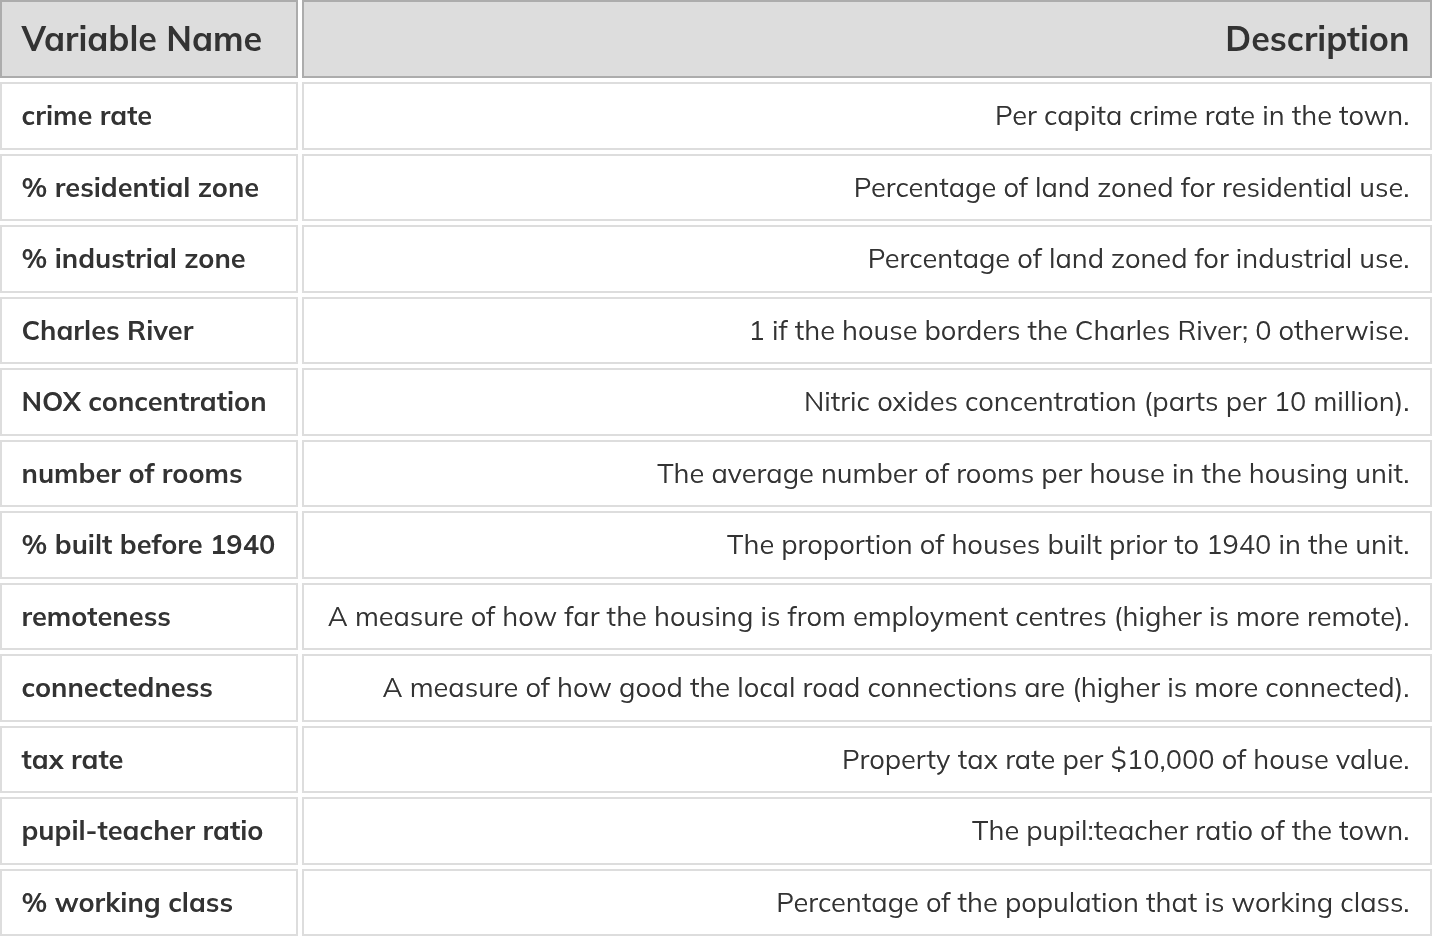 Variable Name Description
crime rate Per capita crime rate in the town.
% residential zone Percentage of land zoned for residential use.
% industrial zone Percentage of land zoned for industrial use.
Charles River 1 if the house borders the Charles River; 0 otherwise.
NOX concentration Nitric oxides concentration (parts per 10 million).
number of rooms The average number of rooms per house in the housing unit.
% built before 1940 The proportion of houses built prior to 1940 in the unit.
remoteness A measure of how far the housing is from employment centres (higher is more remote).
connectedness A measure of how good the local road connections are (higher is more connected).
tax rate Property tax rate per $10,000 of house value.
pupil-teacher ratio The pupil:teacher ratio of the town.
% working class Percentage of the population that is working class.